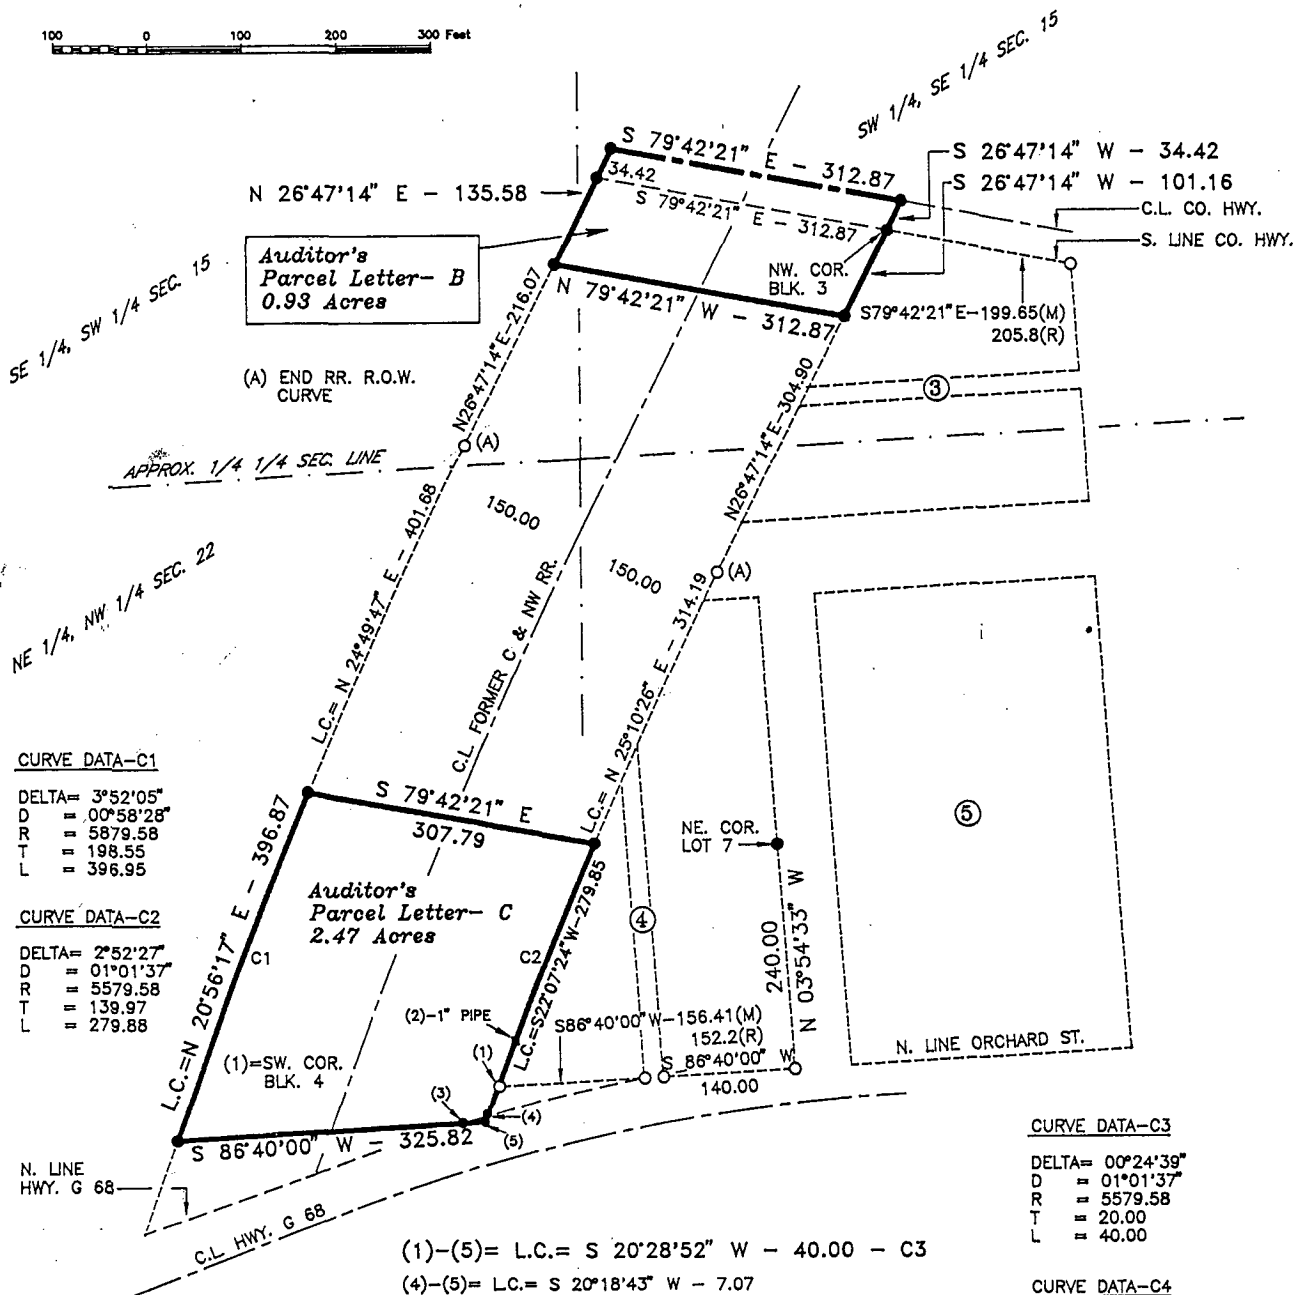 100 0 100 200 300 Feet
SW 1/4, SE 1/4 SEC. 15
S 79°42'21" E - 312.87
S 26°47'14" W - 34.42
N 26°47'14" E - 135.58
34.42
S 79°42'21" E - 312.87
S 26°47'14" W - 101.16
C.L. CO. HWY.
S. LINE CO. HWY.
Auditor's
Parcel Letter- B
0.93 Acres
NW. COR.
BLK. 3
SE 1/4, SW 1/4 SEC. 15
N 79°42'21" W - 312.87
S79°42'21"E-199.65(M)
205.8(R)
N26°47'14"E-216.07
(A) END RR. R.O.W.
CURVE
3
N26°47'14"E-304.90
(A)
APPROX. 1/4 1/4 SEC. LINE
150.00
150.00
(A)
NE 1/4, NW 1/4 SEC. 22
L.C.= N 24°49'47" E - 401.68
C.L. FORMER C & NW RR.
L.C.= N 25°10'26" E - 314.19
CURVE DATA-C1
DELTA= 3°52'05"
D = 00°58'28"
R = 5879.58
T = 198.55
L = 396.95
S 79°42'21" E
307.79
NE. COR.
LOT 7
5
Auditor's
Parcel Letter- C
2.47 Acres
CURVE DATA-C2
DELTA= 2°52'27"
D = 01°01'37"
R = 5579.58
T = 139.97
L = 279.88
L.C.=N 20°56'17" E - 396.87
C1
C2
L.C.=S22°07'24"W-279.85
4
240.00
N 03°54'33" W
(2)-1" PIPE
S86°40'00"W-156.41(M)
152.2(R)
S 86°40'00" W
140.00
N. LINE ORCHARD ST.
(1)=SW. COR.
BLK. 4
(1)
(3)
(4)
(5)
S 86°40'00" W - 325.82
N. LINE
HWY. G 68
C.L. HWY. G 68
CURVE DATA-C3
DELTA= 00°24'39"
D = 01°01'37"
R = 5579.58
T = 20.00
L = 40.00
(1)-(5)= L.C.= S 20°28'52" W - 40.00 - C3
(4)-(5)= L.C.= S 20°18'43" W - 7.07
CURVE DATA-C4